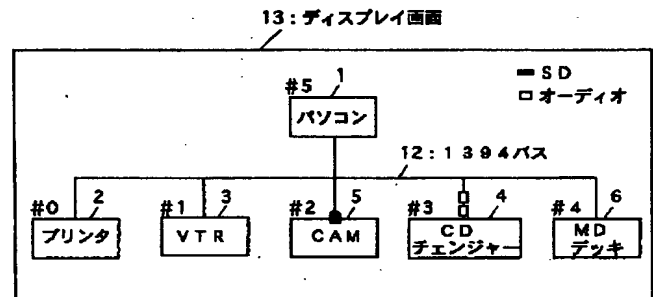 13:ディスプレイ画面
#5 1
パソコン
SD
オーディオ
12:1394バス
#0 2
プリンタ
#1 3
VTR
#2 5
CAM
#3 4
CD
チェンジャー
#4 6
MD
デッキ